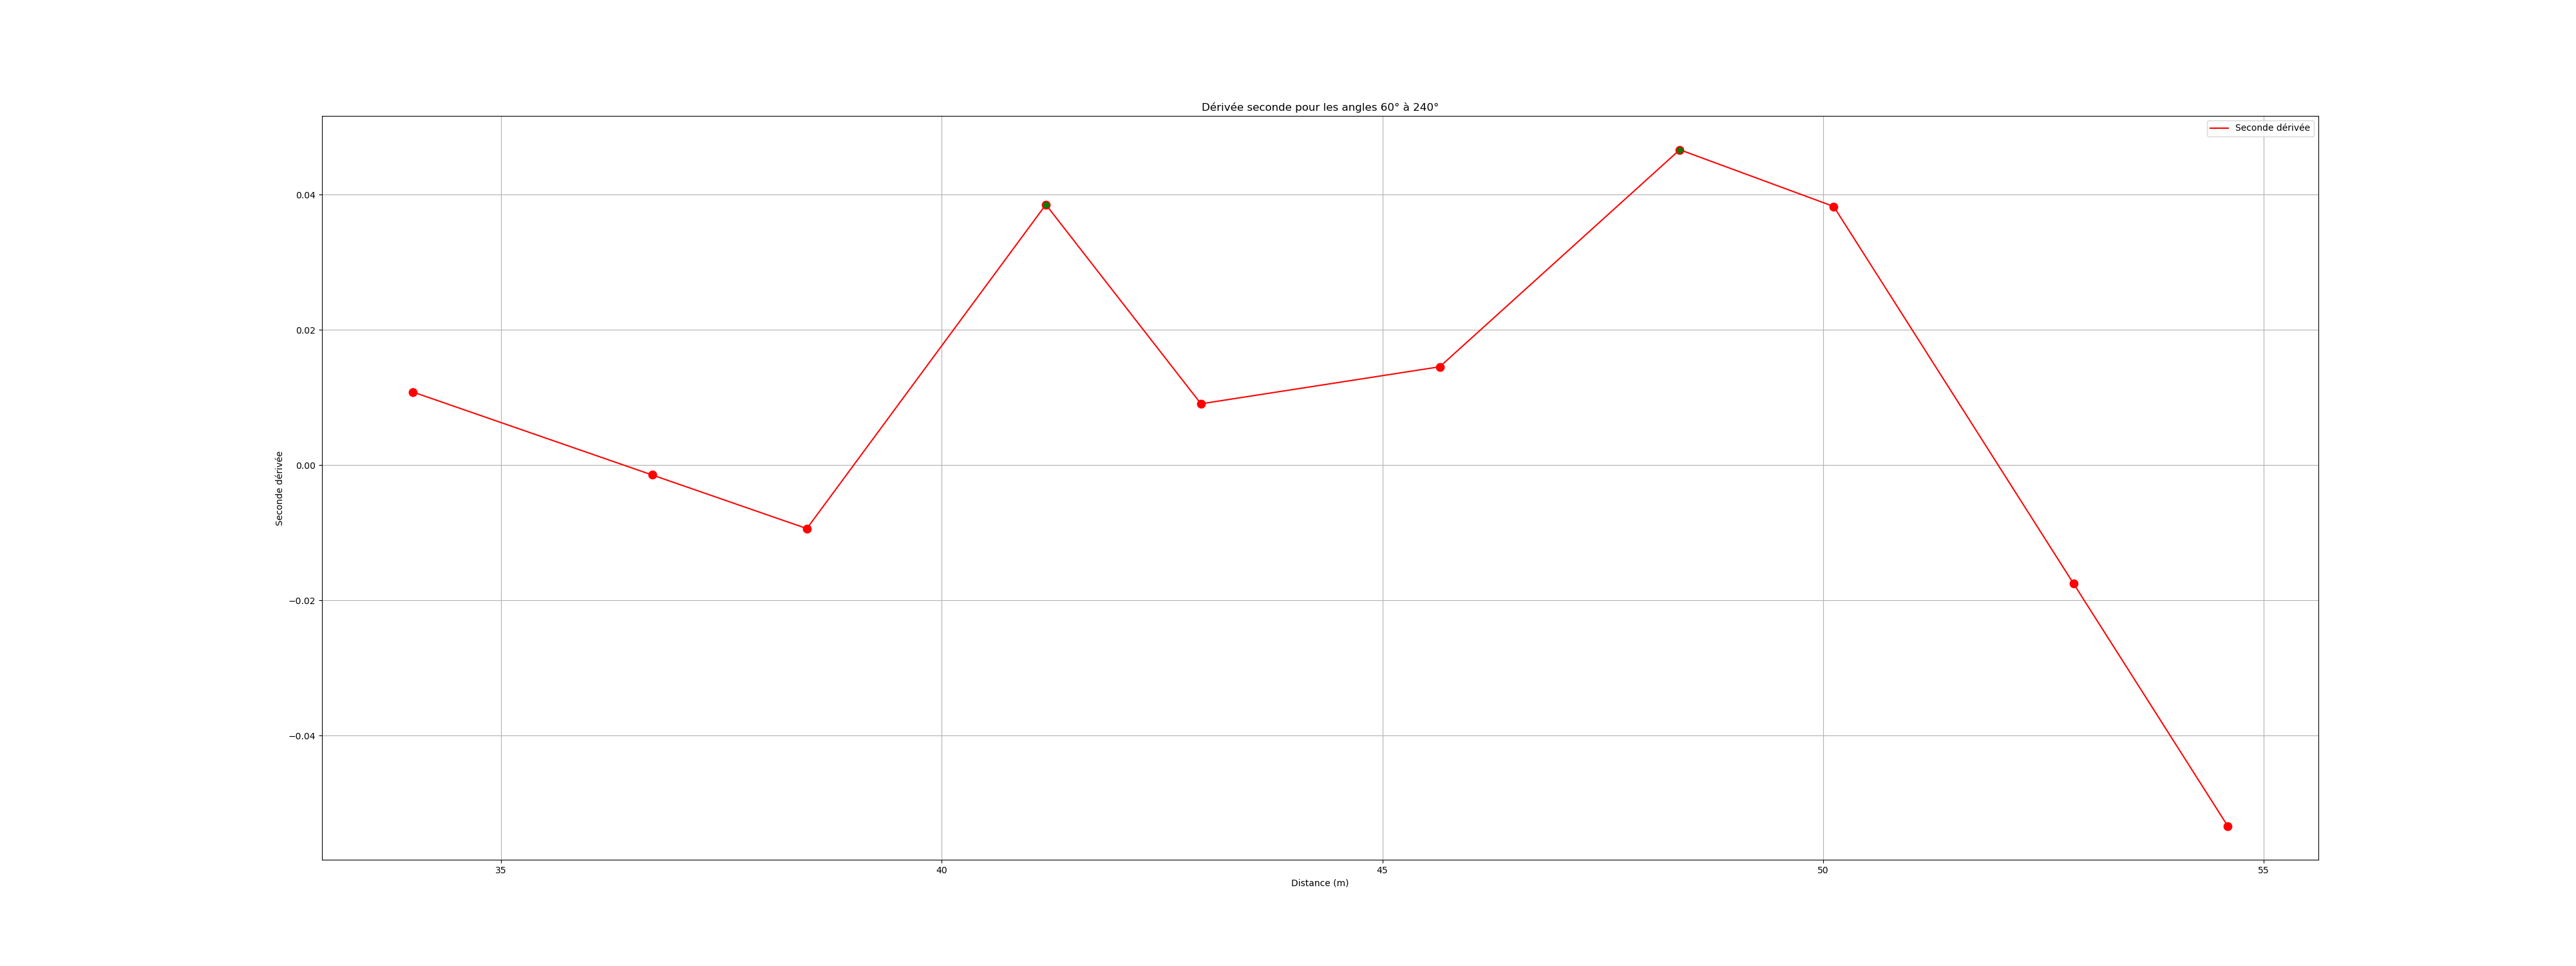 Dérivée seconde pour les angles 60° à 240°
Seconde dérivée
0.04
0.02
0.00
−0.02
−0.04
Seconde dérivée
35
40
45
50
55
Distance (m)